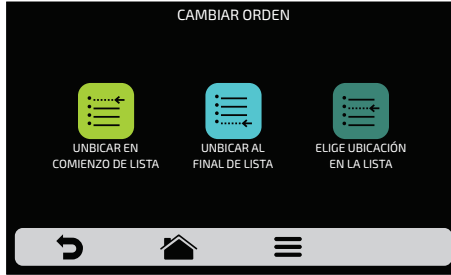 CAMBIAR ORDEN
UNBICAR EN
COMIENZO DE LISTA
UNBICAR AL
FINAL DE LISTA
ELIGE UBICACIÓN
EN LA LISTA